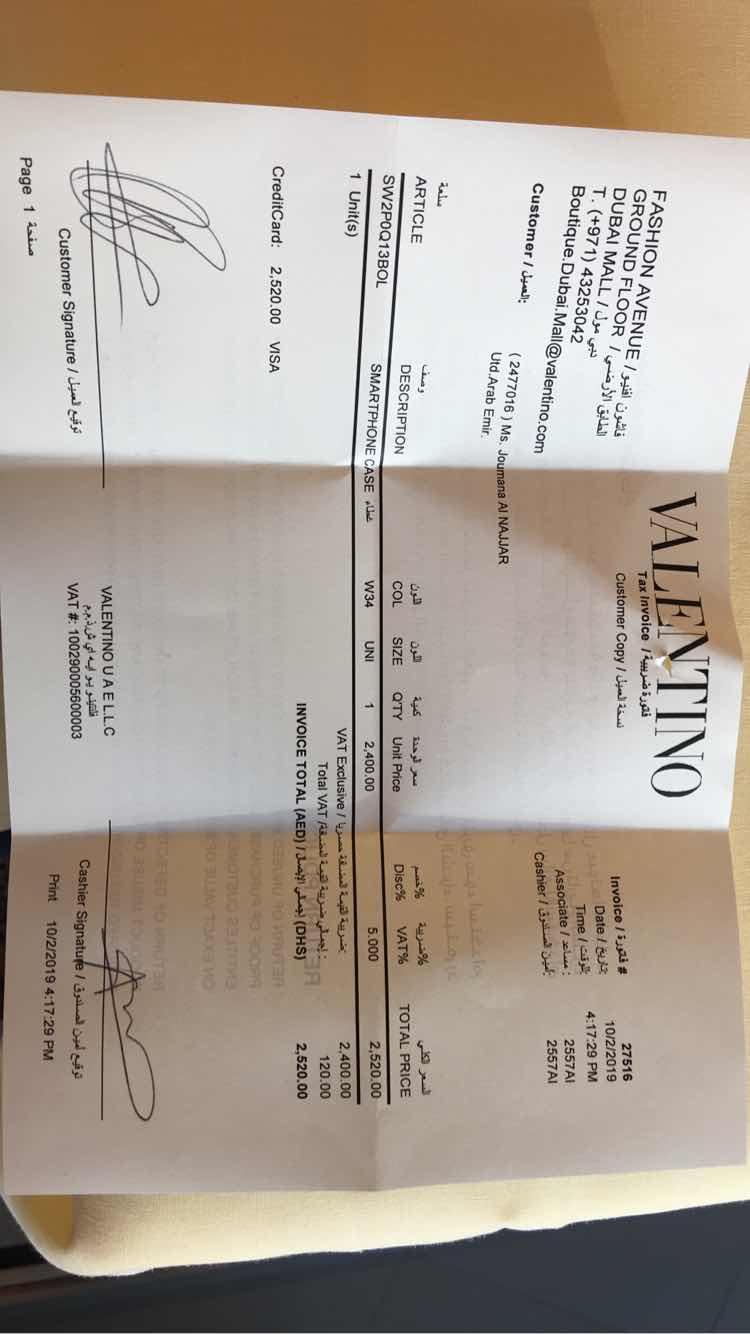 VALENTINO
Tax Invoice / فاتورة ضريبية
Customer Copy / نسخة العميل
FASHION AVENUE / فاشون افنيو
GROUND FLOOR / الطابق الأرضي
DUBAI MALL / دبي مول
T. (+971) 43253042
Boutique.Dubai.Mall@valentino.com
Invoice / فاتورة # 27516
Date / تاريخ: 10/2/2019
Time / الوقت: 4:17:29 PM
Associate / مساعد : 2557AI
Cashier / أمين الصندوق: 2557AI
Customer / العميل: ( 2477016 ) Ms. Joumana Al NAJJAR
Utd.Arab Emir.
سلعة وصف اللون اللون كمية سعر الوحدة خصم% ضريبة% السعر الكلي
ARTICLE DESCRIPTION COL SIZE Q'TY Unit Price Disc% VAT% TOTAL PRICE
SW2P0Q13BOL SMARTPHONE CASE غطاء W34 UNI 1 2,400.00 5.000 2,520.00
1 Unit(s)
VAT Exclusive / ضريبة القيمة المضافة حصريا: 2,400.00
Total VAT / إجمالي ضريبة القيمة المضافة : 120.00
INVOICE TOTAL (AED) / إجمالي الإيصال (DHS) 2,520.00
CreditCard: 2,520.00 VISA
VALENTINO U A E L.L.C
فلنتينو يو ايه اي ش.ذ.م.م
VAT #: 100290005600003
Customer Signature / توقيع العميل
Cashier Signature / توقيع أمين الصندوق
Print 10/2/2019 4:17:29 PM
Page 1 صفحة